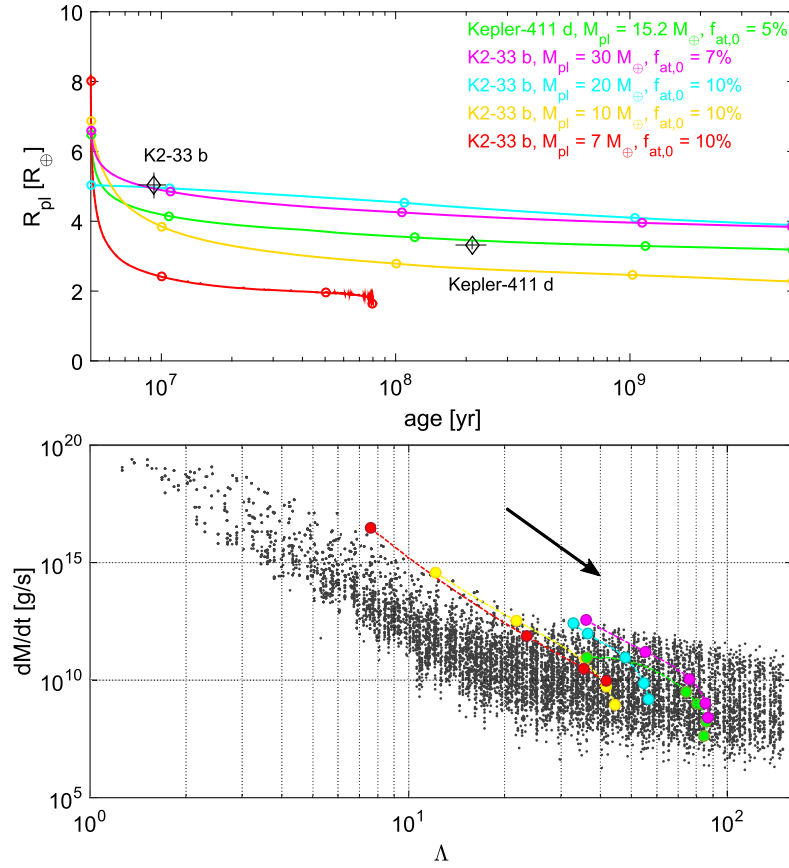 Kepler-411 d, M_pl = 15.2 M_⊕, f_at,0 = 5%
K2-33 b, M_pl = 30 M_⊕, f_at,0 = 7%
K2-33 b, M_pl = 20 M_⊕, f_at,0 = 10%
K2-33 b, M_pl = 10 M_⊕, f_at,0 = 10%
K2-33 b, M_pl = 7 M_⊕, f_at,0 = 10%
10
8
6
4
2
0
R_pl [R_⊕]
K2-33 b
Kepler-411 d
10^7
10^8
10^9
age [yr]
10^20
10^15
10^10
10^5
dM/dt [g/s]
10^0
10^1
10^2
Λ